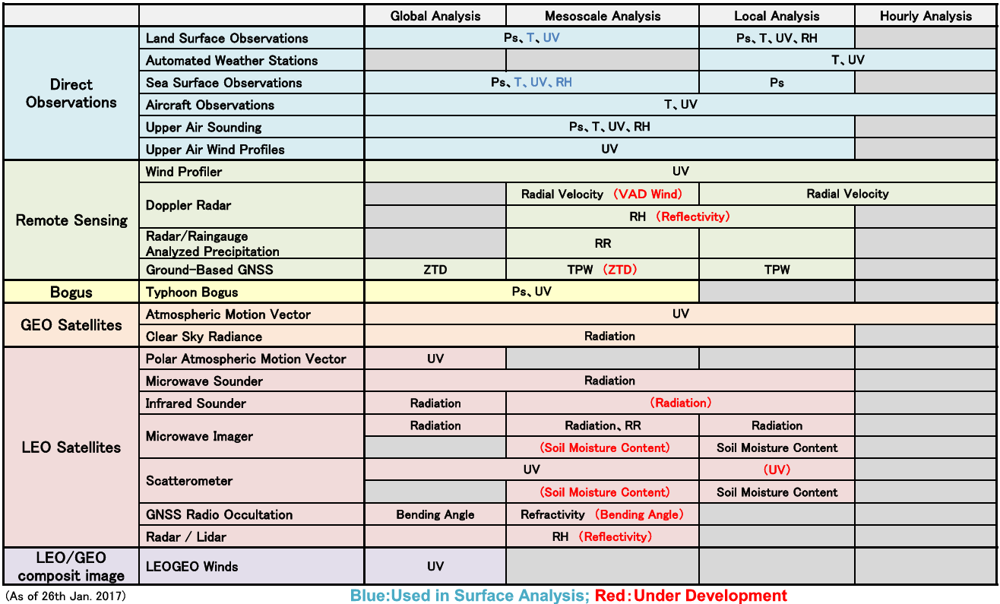 Global Analysis Mesoscale Analysis Local Analysis Hourly Analysis
Direct
Observations
Land Surface Observations Ps、T、UV Ps、T、UV、RH
Automated Weather Stations T、UV
Sea Surface Observations Ps、T、UV、RH Ps
Aircraft Observations T、UV
Upper Air Sounding Ps、T、UV、RH
Upper Air Wind Profiles UV
Remote Sensing
Wind Profiler UV
Doppler Radar
Radial Velocity （VAD Wind） Radial Velocity
RH （Reflectivity）
Radar/Raingauge
Analyzed Precipitation
RR
Ground-Based GNSS ZTD TPW （ZTD） TPW
Bogus Typhoon Bogus Ps、UV
GEO Satellites
Atmospheric Motion Vector UV
Clear Sky Radiance Radiation
LEO Satellites
Polar Atmospheric Motion Vector UV
Microwave Sounder Radiation
Infrared Sounder Radiation （Radiation）
Microwave Imager
Radiation Radiation、RR Radiation
（Soil Moisture Content） Soil Moisture Content
Scatterometer
UV （UV）
（Soil Moisture Content） Soil Moisture Content
GNSS Radio Occultation Bending Angle Refractivity （Bending Angle）
Radar / Lidar RH （Reflectivity）
LEO/GEO
composit image
LEOGEO Winds UV
(As of 26th Jan. 2017) Blue:Used in Surface Analysis; Red：Under Development